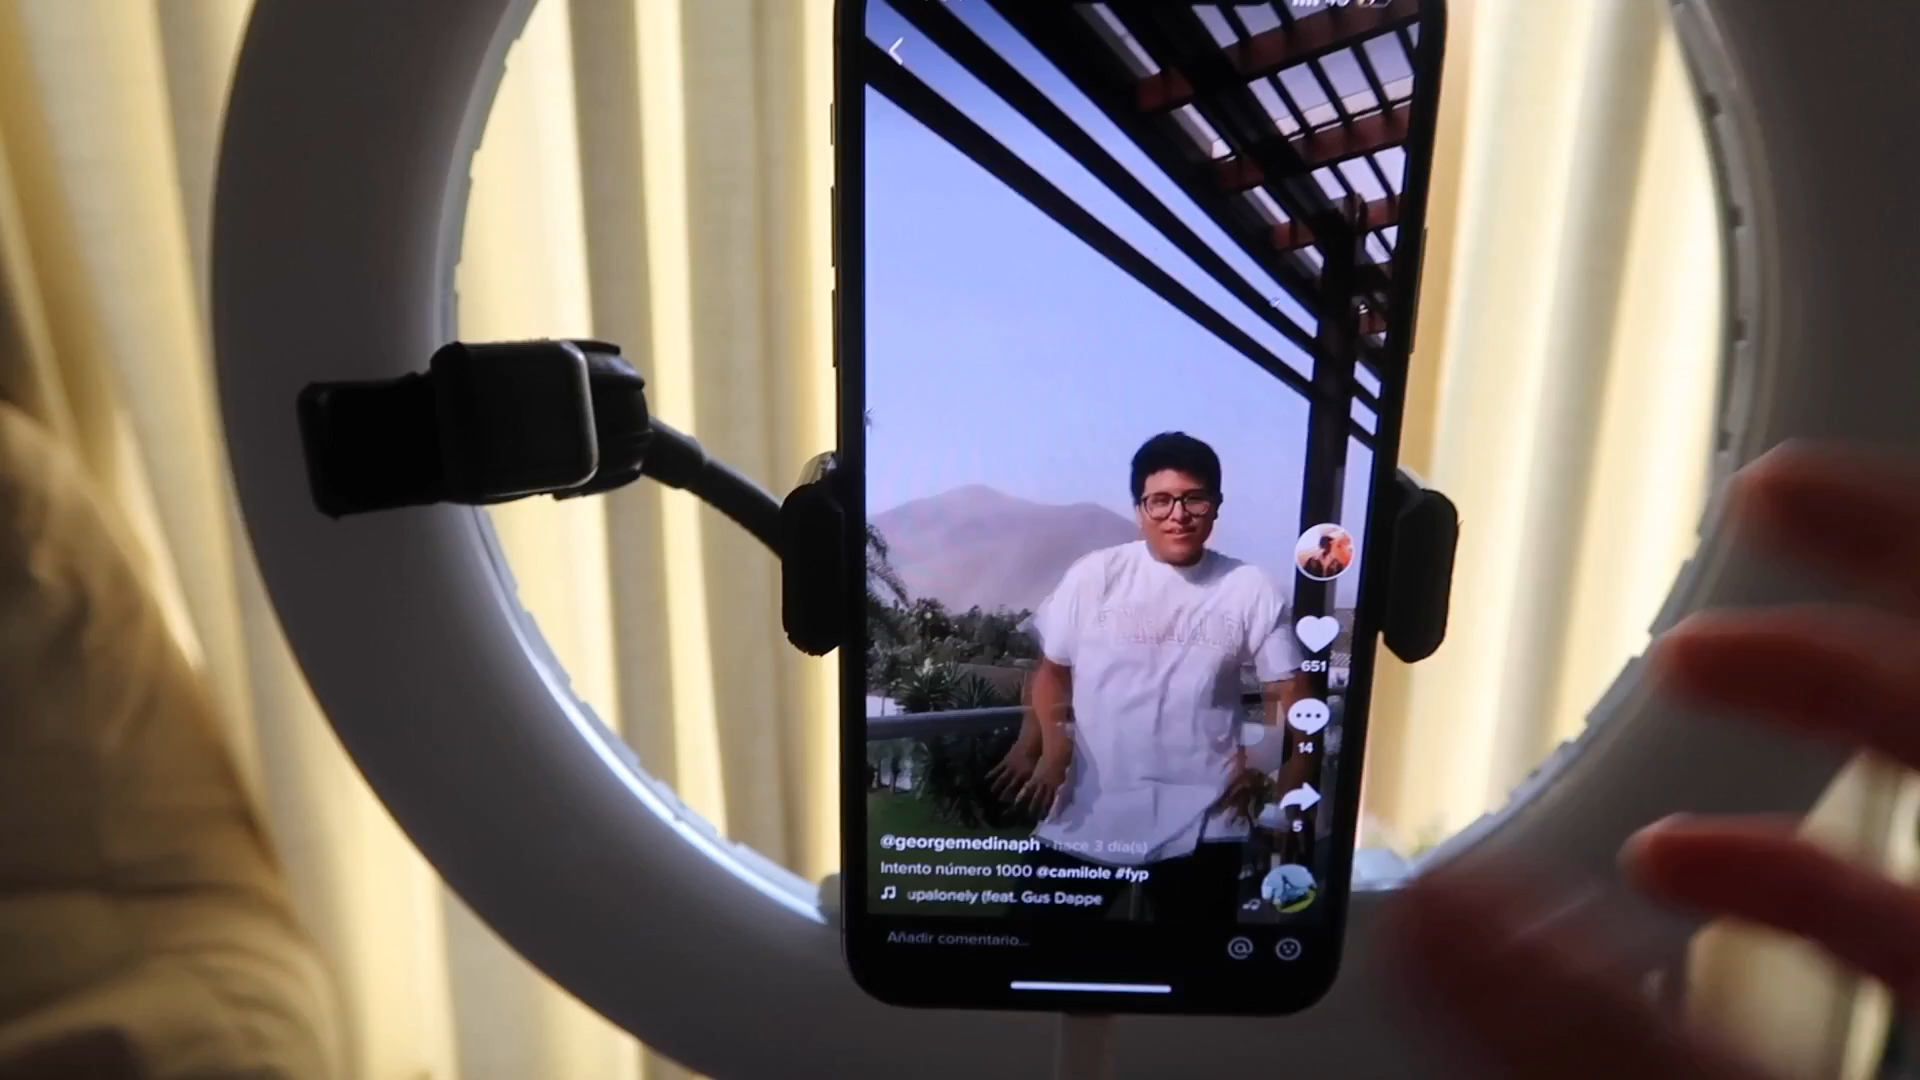 651
14
5
@georgemedinaph · hace 3 día(s)
Intento número 1000 @camilole #fyp
upalonely (feat. Gus Dappe
Añadir comentario...